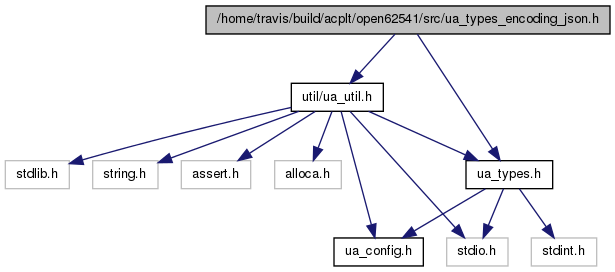 /home/travis/build/acplt/open62541/src/ua_types_encoding_json.h
util/ua_util.h
stdlib.h
string.h
assert.h
alloca.h
ua_types.h
ua_config.h
stdio.h
stdint.h